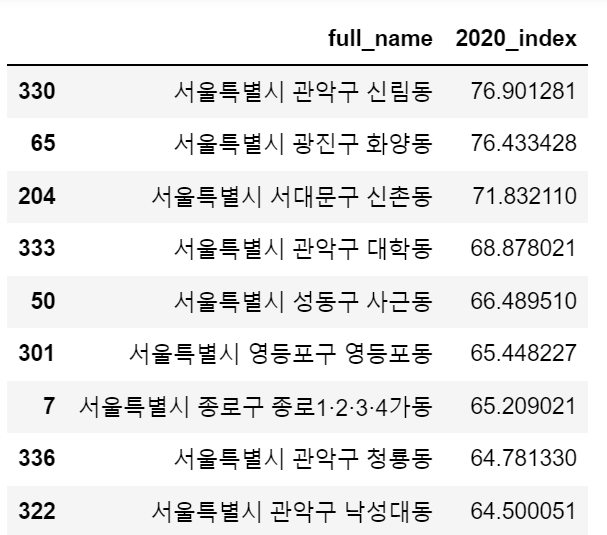 full_name 2020_index
330 서울특별시 관악구 신림동 76.901281
65 서울특별시 광진구 화양동 76.433428
204 서울특별시 서대문구 신촌동 71.832110
333 서울특별시 관악구 대학동 68.878021
50 서울특별시 성동구 사근동 66.489510
301 서울특별시 영등포구 영등포동 65.448227
7 서울특별시 종로구 종로1·2·3·4가동 65.209021
336 서울특별시 관악구 청룡동 64.781330
322 서울특별시 관악구 낙성대동 64.500051